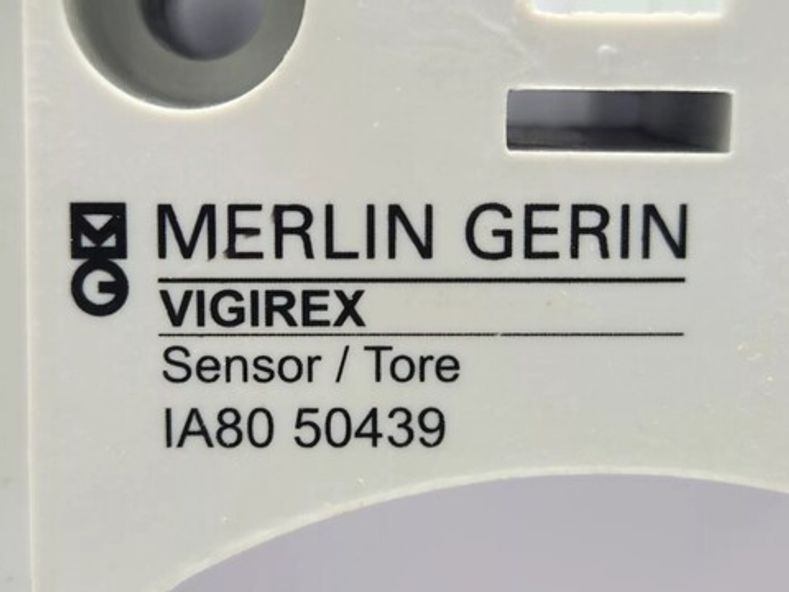 MERLIN GERIN
VIGIREX
Sensor / Tore
IA80 50439